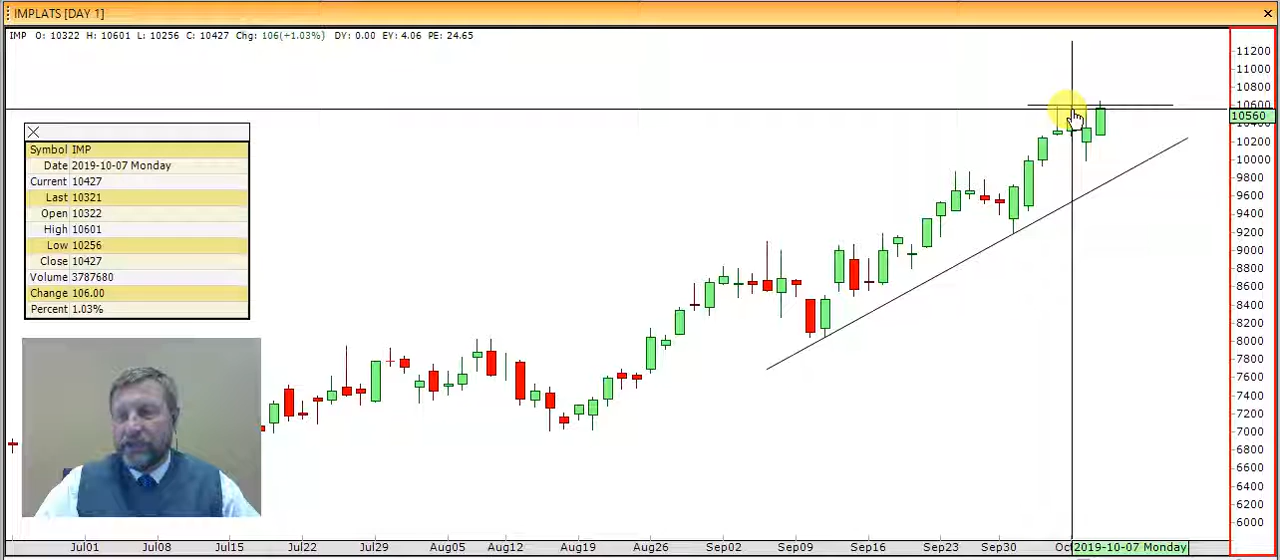 IMPLATS [DAY 1]
IMP O: 10322 H: 10601 L: 10256 C: 10427 Chg: 106(+1.03%) DY: 0.00 EY: 4.06 PE: 24.65
Symbol IMP
Date 2019-10-07 Monday
Current 10427
Last 10321
Open 10322
High 10601
Low 10256
Close 10427
Volume 3787680
Change 106.00
Percent 1.03%
11200
11000
10800
10600
10560
10200
10000
9800
9600
9400
9200
9000
8800
8600
8400
8200
8000
7800
7600
7400
7200
7000
6800
6600
6400
6200
6000
Jul01 Jul08 Jul15 Jul22 Jul29 Aug05 Aug12 Aug19 Aug26 Sep02 Sep09 Sep16 Sep23 Sep30 2019-10-07 Monday